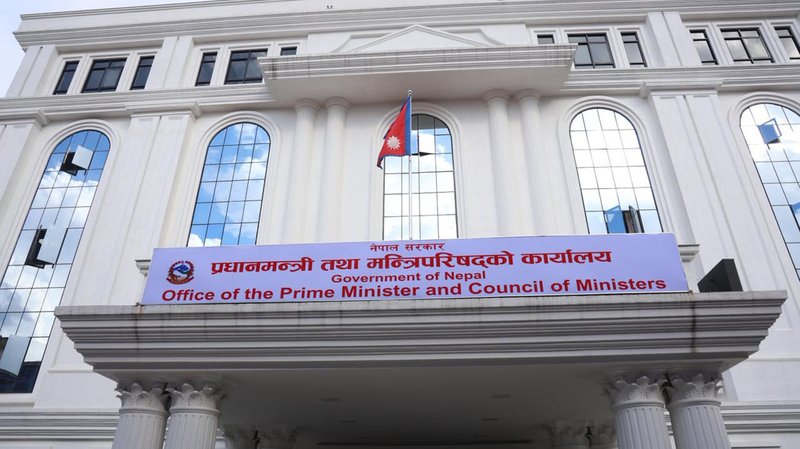 नेपाल सरकार
प्रधानमन्त्री तथा मन्त्रिपरिषद्को कार्यालय
Government of Nepal
Office of the Prime Minister and Council of Ministers